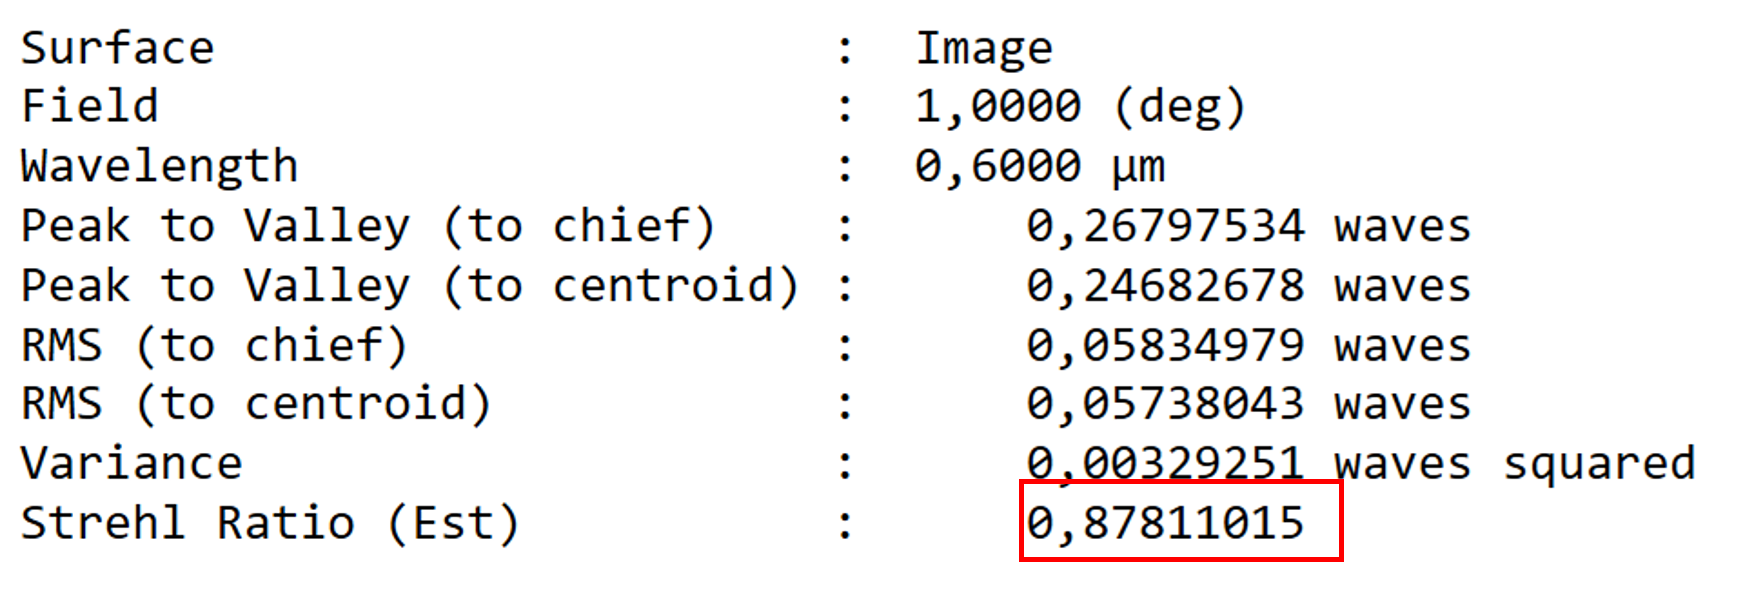 Surface : Image
Field : 1,0000 (deg)
Wavelength : 0,6000 µm
Peak to Valley (to chief) : 0,26797534 waves
Peak to Valley (to centroid) : 0,24682678 waves
RMS (to chief) : 0,05834979 waves
RMS (to centroid) : 0,05738043 waves
Variance : 0,00329251 waves squared
Strehl Ratio (Est) : 0,87811015